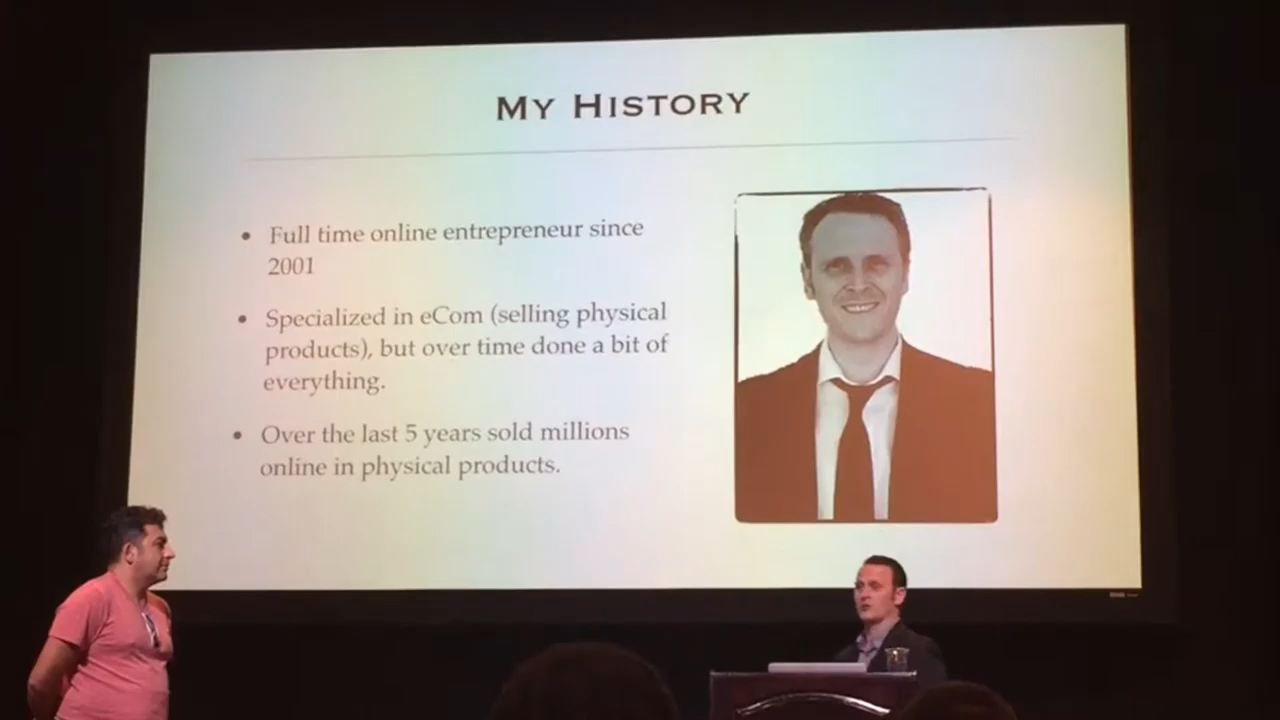 MY HISTORY
• Full time online entrepreneur since
2001
• Specialized in eCom (selling physical
products), but over time done a bit of
everything.
• Over the last 5 years sold millions
online in physical products.